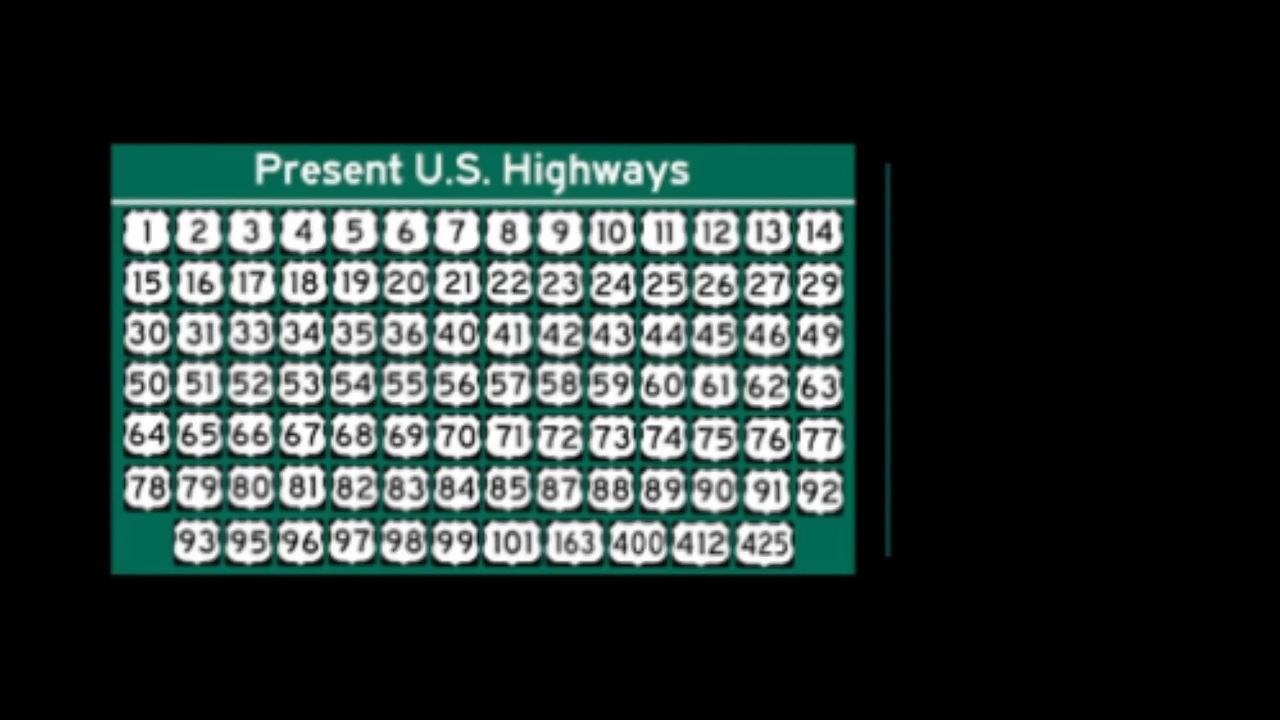 Present U.S. Highways
1 2 3 4 5 6 7 8 9 10 11 12 13 14
15 16 17 18 19 20 21 22 23 24 25 26 27 29
30 31 33 34 35 36 40 41 42 43 44 45 46 49
50 51 52 53 54 55 56 57 58 59 60 61 62 63
64 65 66 67 68 69 70 71 72 73 74 75 76 77
78 79 80 81 82 83 84 85 87 88 89 90 91 92
93 95 96 97 98 99 101 163 400 412 425